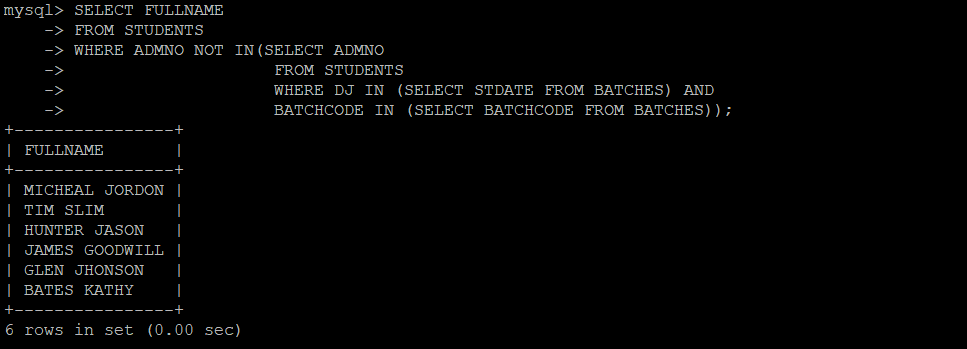 mysql> SELECT FULLNAME
    -> FROM STUDENTS
    -> WHERE ADMNO NOT IN(SELECT ADMNO
    ->                     FROM STUDENTS
    ->                     WHERE DJ IN (SELECT STDATE FROM BATCHES) AND
    ->                     BATCHCODE IN (SELECT BATCHCODE FROM BATCHES));
+----------------+
| FULLNAME       |
+----------------+
| MICHEAL JORDON |
| TIM SLIM       |
| HUNTER JASON   |
| JAMES GOODWILL |
| GLEN JHONSON   |
| BATES KATHY    |
+----------------+
6 rows in set (0.00 sec)